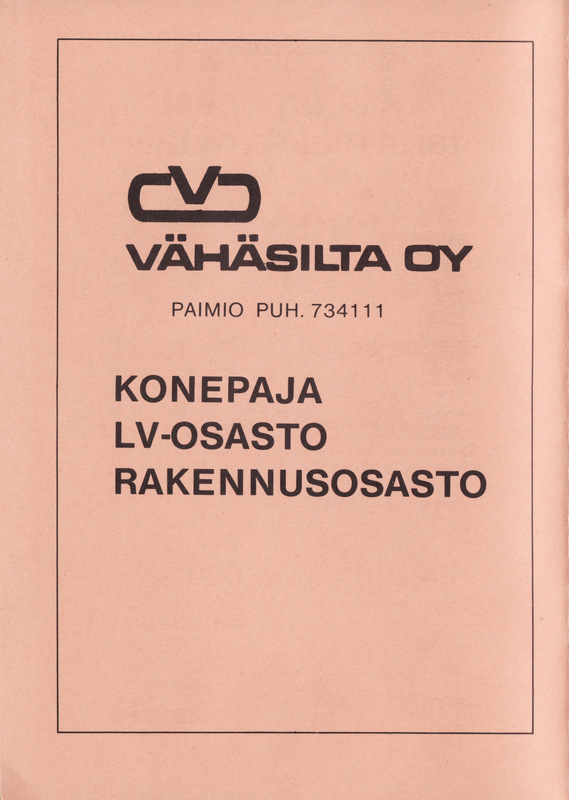 VÄHÄSILTA OY
PAIMIO PUH. 734111
KONEPAJA
LV-OSASTO
RAKENNUSOSASTO